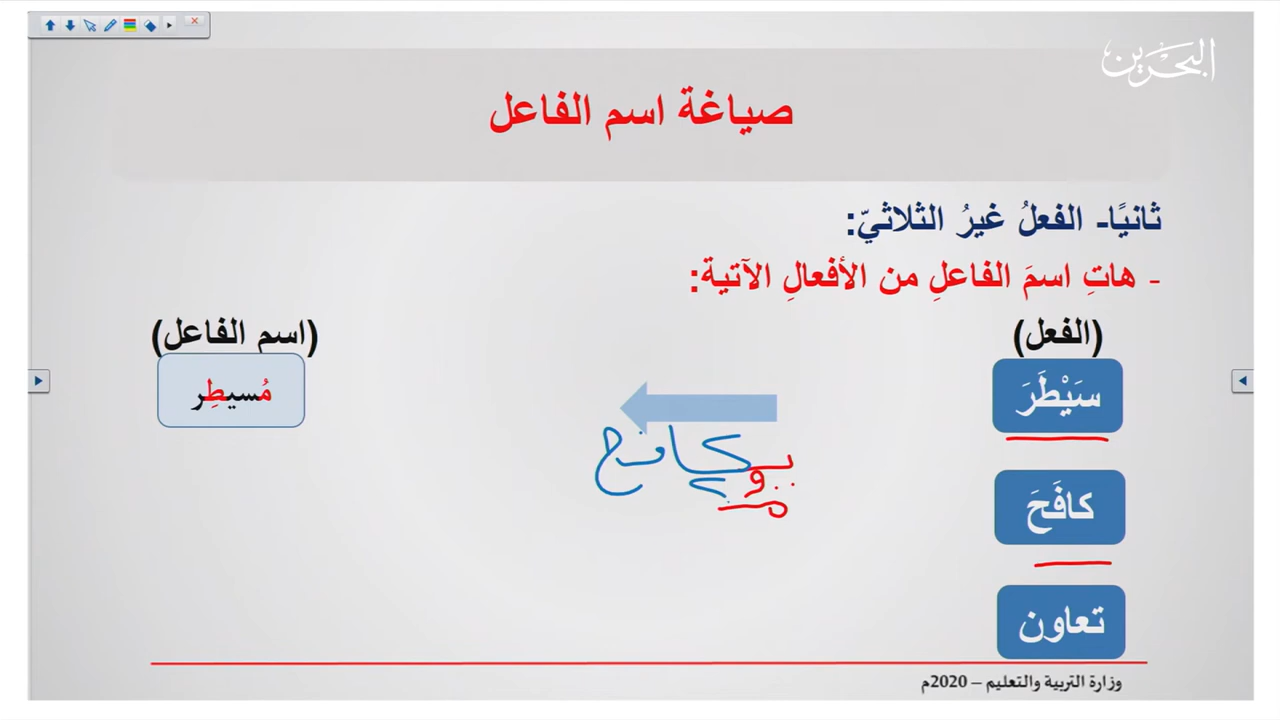 البحرين
صياغة اسم الفاعل
ثانيًا- الفعلُ غيرُ الثلاثيّ:
- هاتِ اسمَ الفاعلِ من الأفعالِ الآتية:
(الفعل)
(اسم الفاعل)
سَيْطَرَ
مُسيطِر
يكافح
كافَحَ
تعاون
وزارة التربية والتعليم – 2020م